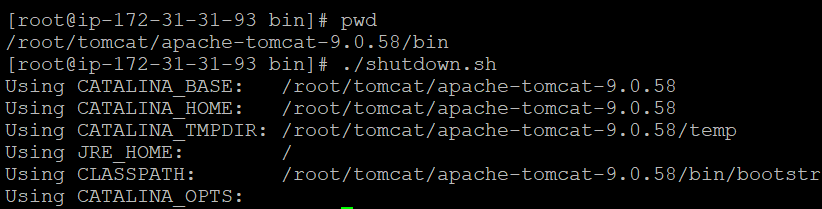 [root@ip-172-31-31-93 bin]# pwd
/root/tomcat/apache-tomcat-9.0.58/bin
[root@ip-172-31-31-93 bin]# ./shutdown.sh
Using CATALINA_BASE:   /root/tomcat/apache-tomcat-9.0.58
Using CATALINA_HOME:   /root/tomcat/apache-tomcat-9.0.58
Using CATALINA_TMPDIR: /root/tomcat/apache-tomcat-9.0.58/temp
Using JRE_HOME:        /
Using CLASSPATH:       /root/tomcat/apache-tomcat-9.0.58/bin/bootstr
Using CATALINA_OPTS: